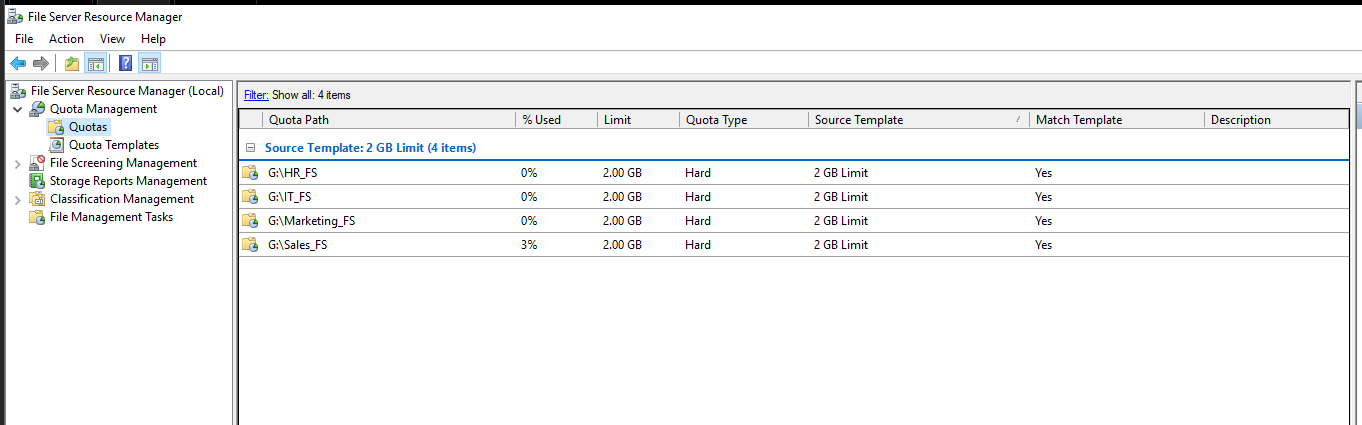 File Server Resource Manager
File Action View Help
File Server Resource Manager (Local)
Quota Management
Quotas
Quota Templates
File Screening Management
Storage Reports Management
Classification Management
File Management Tasks
Filter: Show all: 4 items
Quota Path % Used Limit Quota Type Source Template Match Template Description
Source Template: 2 GB Limit (4 items)
G:\HR_FS 0% 2.00 GB Hard 2 GB Limit Yes
G:\IT_FS 0% 2.00 GB Hard 2 GB Limit Yes
G:\Marketing_FS 0% 2.00 GB Hard 2 GB Limit Yes
G:\Sales_FS 3% 2.00 GB Hard 2 GB Limit Yes